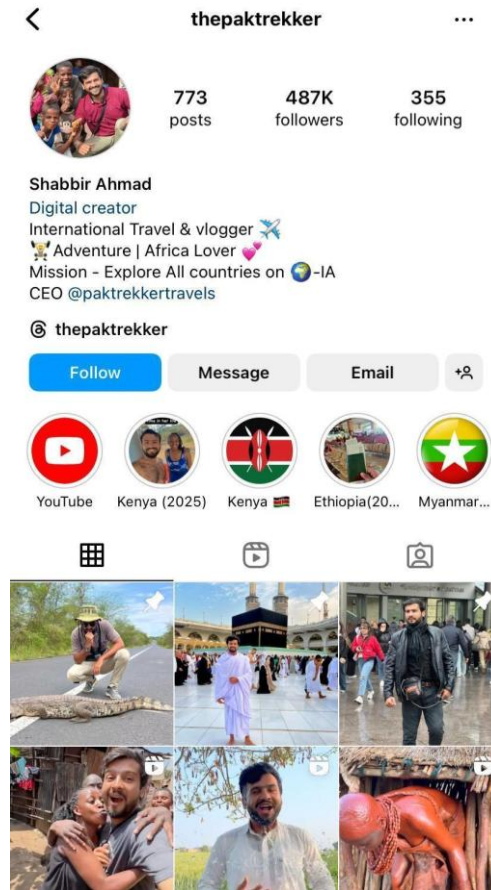 thepaktrekker
773
487K
355
posts
followers
following
Shabbir Ahmad
Digital creator
International Travel & vlogger ✈️
🏋️Adventure | Africa Lover 💞
Mission - Explore All countries on 🌍-IA
CEO @paktrekkertravels
thepaktrekker
Follow
Message
Email
YouTube
Kenya (2025)
Kenya 🇰🇪
Ethiopia(20...
Myanmar...